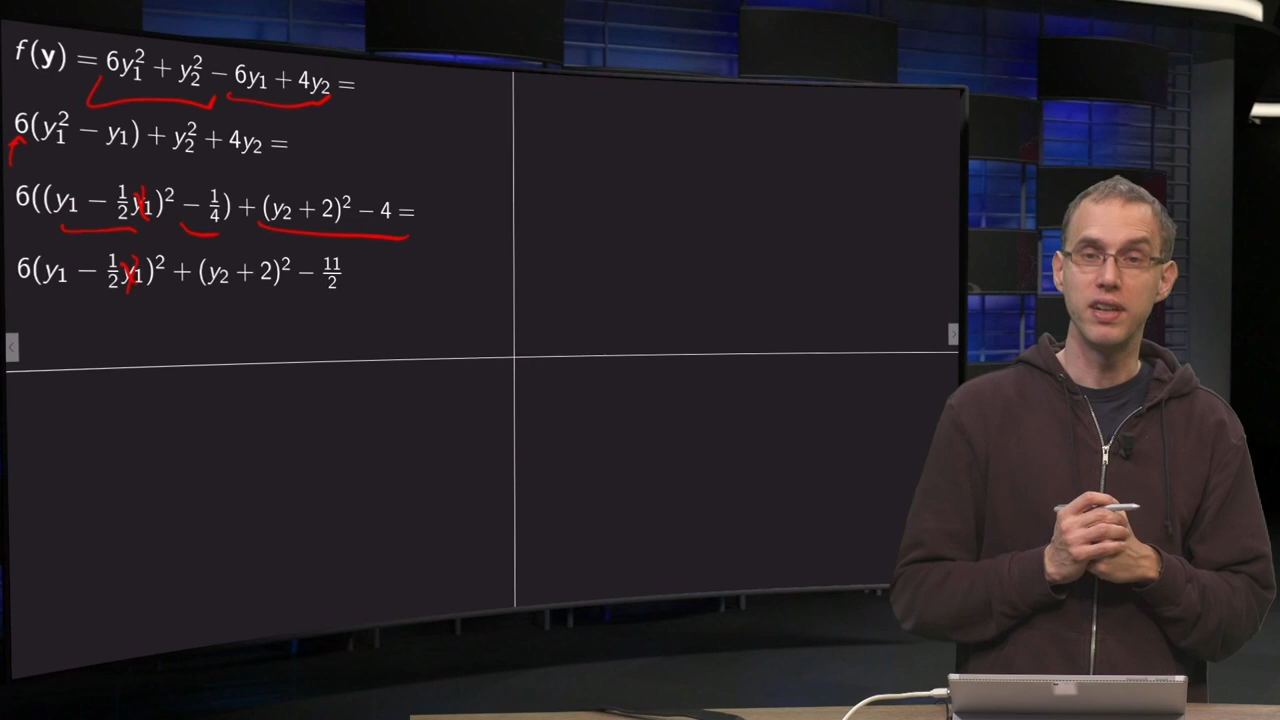 f(y) = 6y₁² + y₂² − 6y₁ + 4y₂ =
6(y₁² − y₁) + y₂² + 4y₂ =
6((y₁ − ½y₁)² − ¼) + (y₂ + 2)² − 4 =
6(y₁ − ½y₁)² + (y₂ + 2)² − 11/2